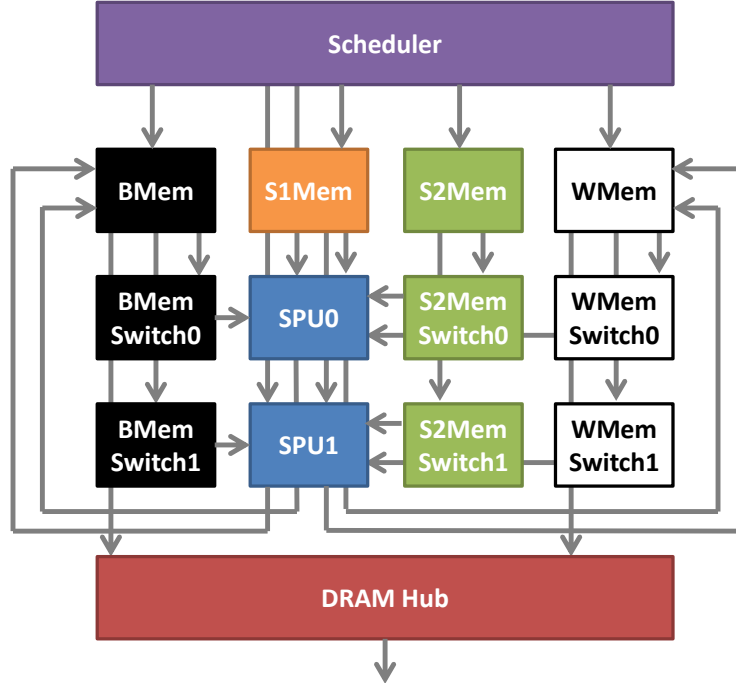 Scheduler
BMem
S1Mem
S2Mem
WMem
BMem
Switch0
SPU0
S2Mem
Switch0
WMem
Switch0
BMem
Switch1
SPU1
S2Mem
Switch1
WMem
Switch1
DRAM Hub